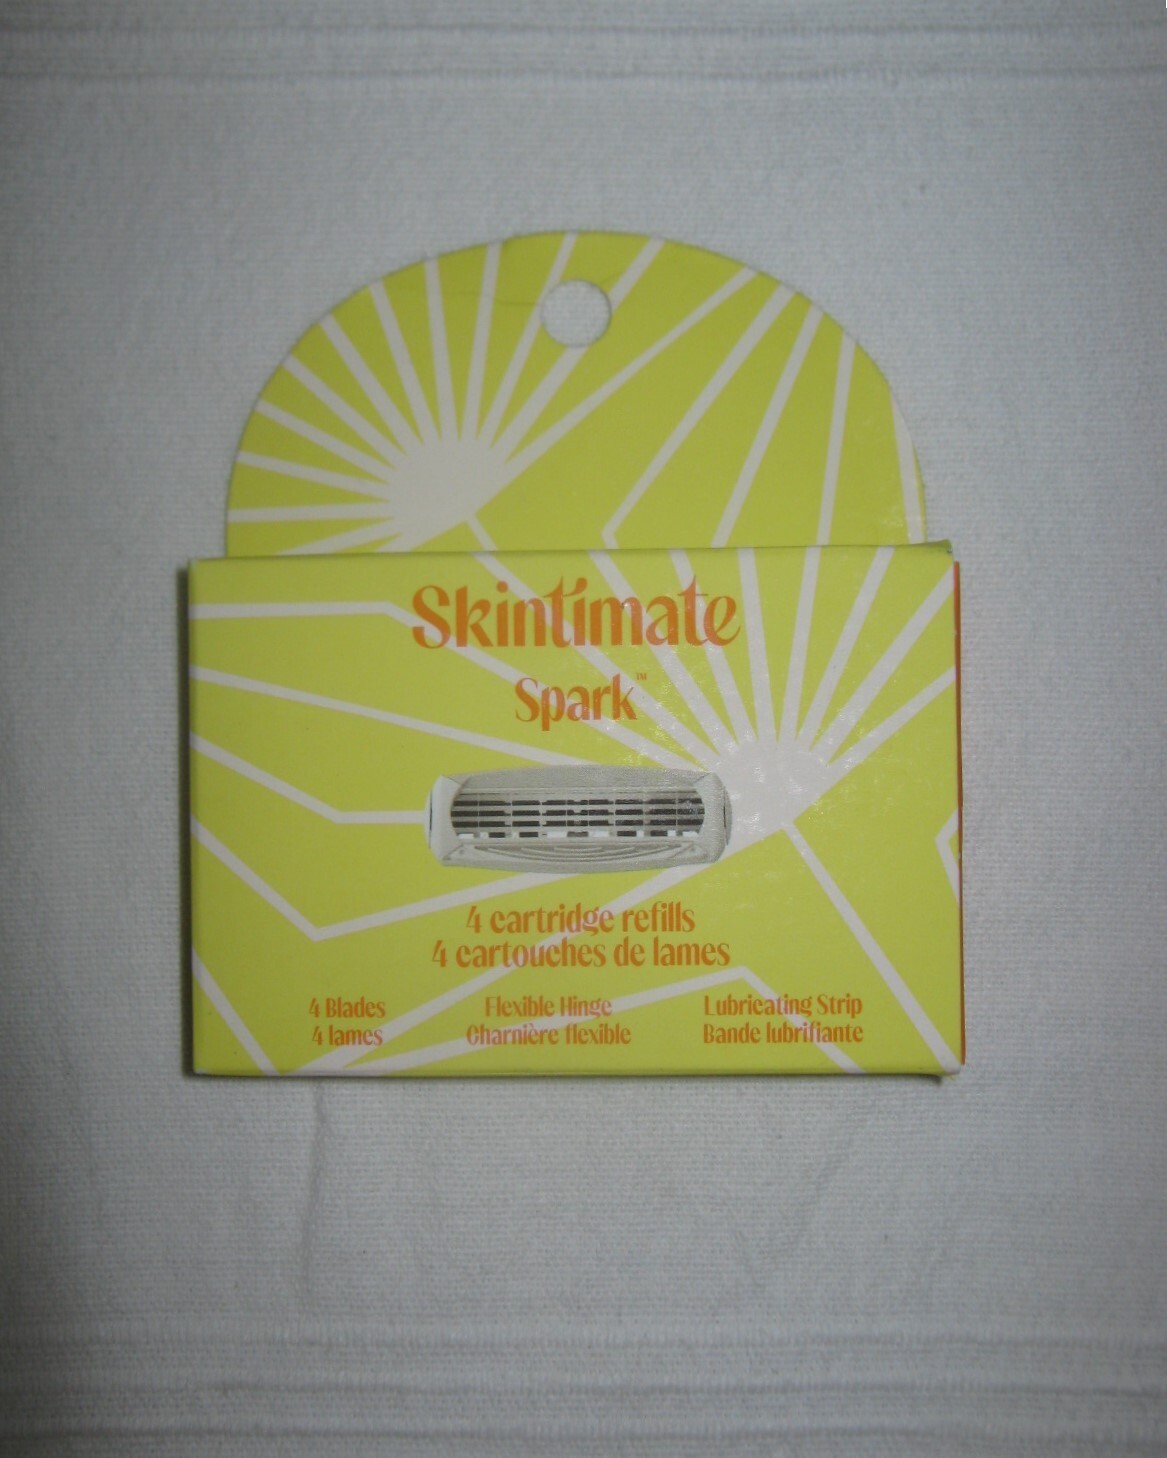 Skintimate
Spark™
4 cartridge refills
4 cartouches de lames
4 Blades
4 lames
Flexible Hinge
Charnière flexible
Lubricating Strip
Bande lubrifiante